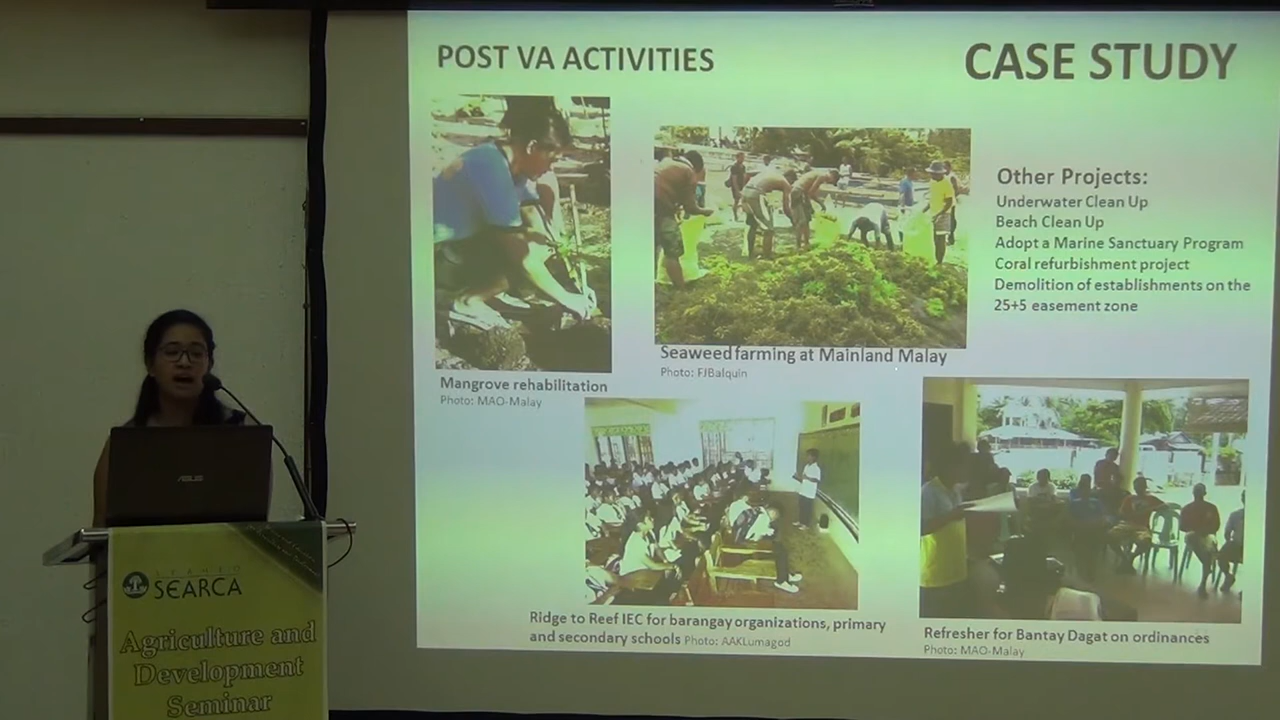 POST VA ACTIVITIES
CASE STUDY
Other Projects:
Underwater Clean Up
Beach Clean Up
Adopt a Marine Sanctuary Program
Coral refurbishment project
Demolition of establishments on the
25+5 easement zone
Seaweed farming at Mainland Malay
Photo: FJBalquin
Mangrove rehabilitation
Photo: MAO-Malay
Ridge to Reef IEC for barangay organizations, primary
and secondary schools Photo: AAKLumagod
Refresher for Bantay Dagat on ordinances
Photo: MAO-Malay
ASUS
SEARCA
Agriculture and
Development
Seminar